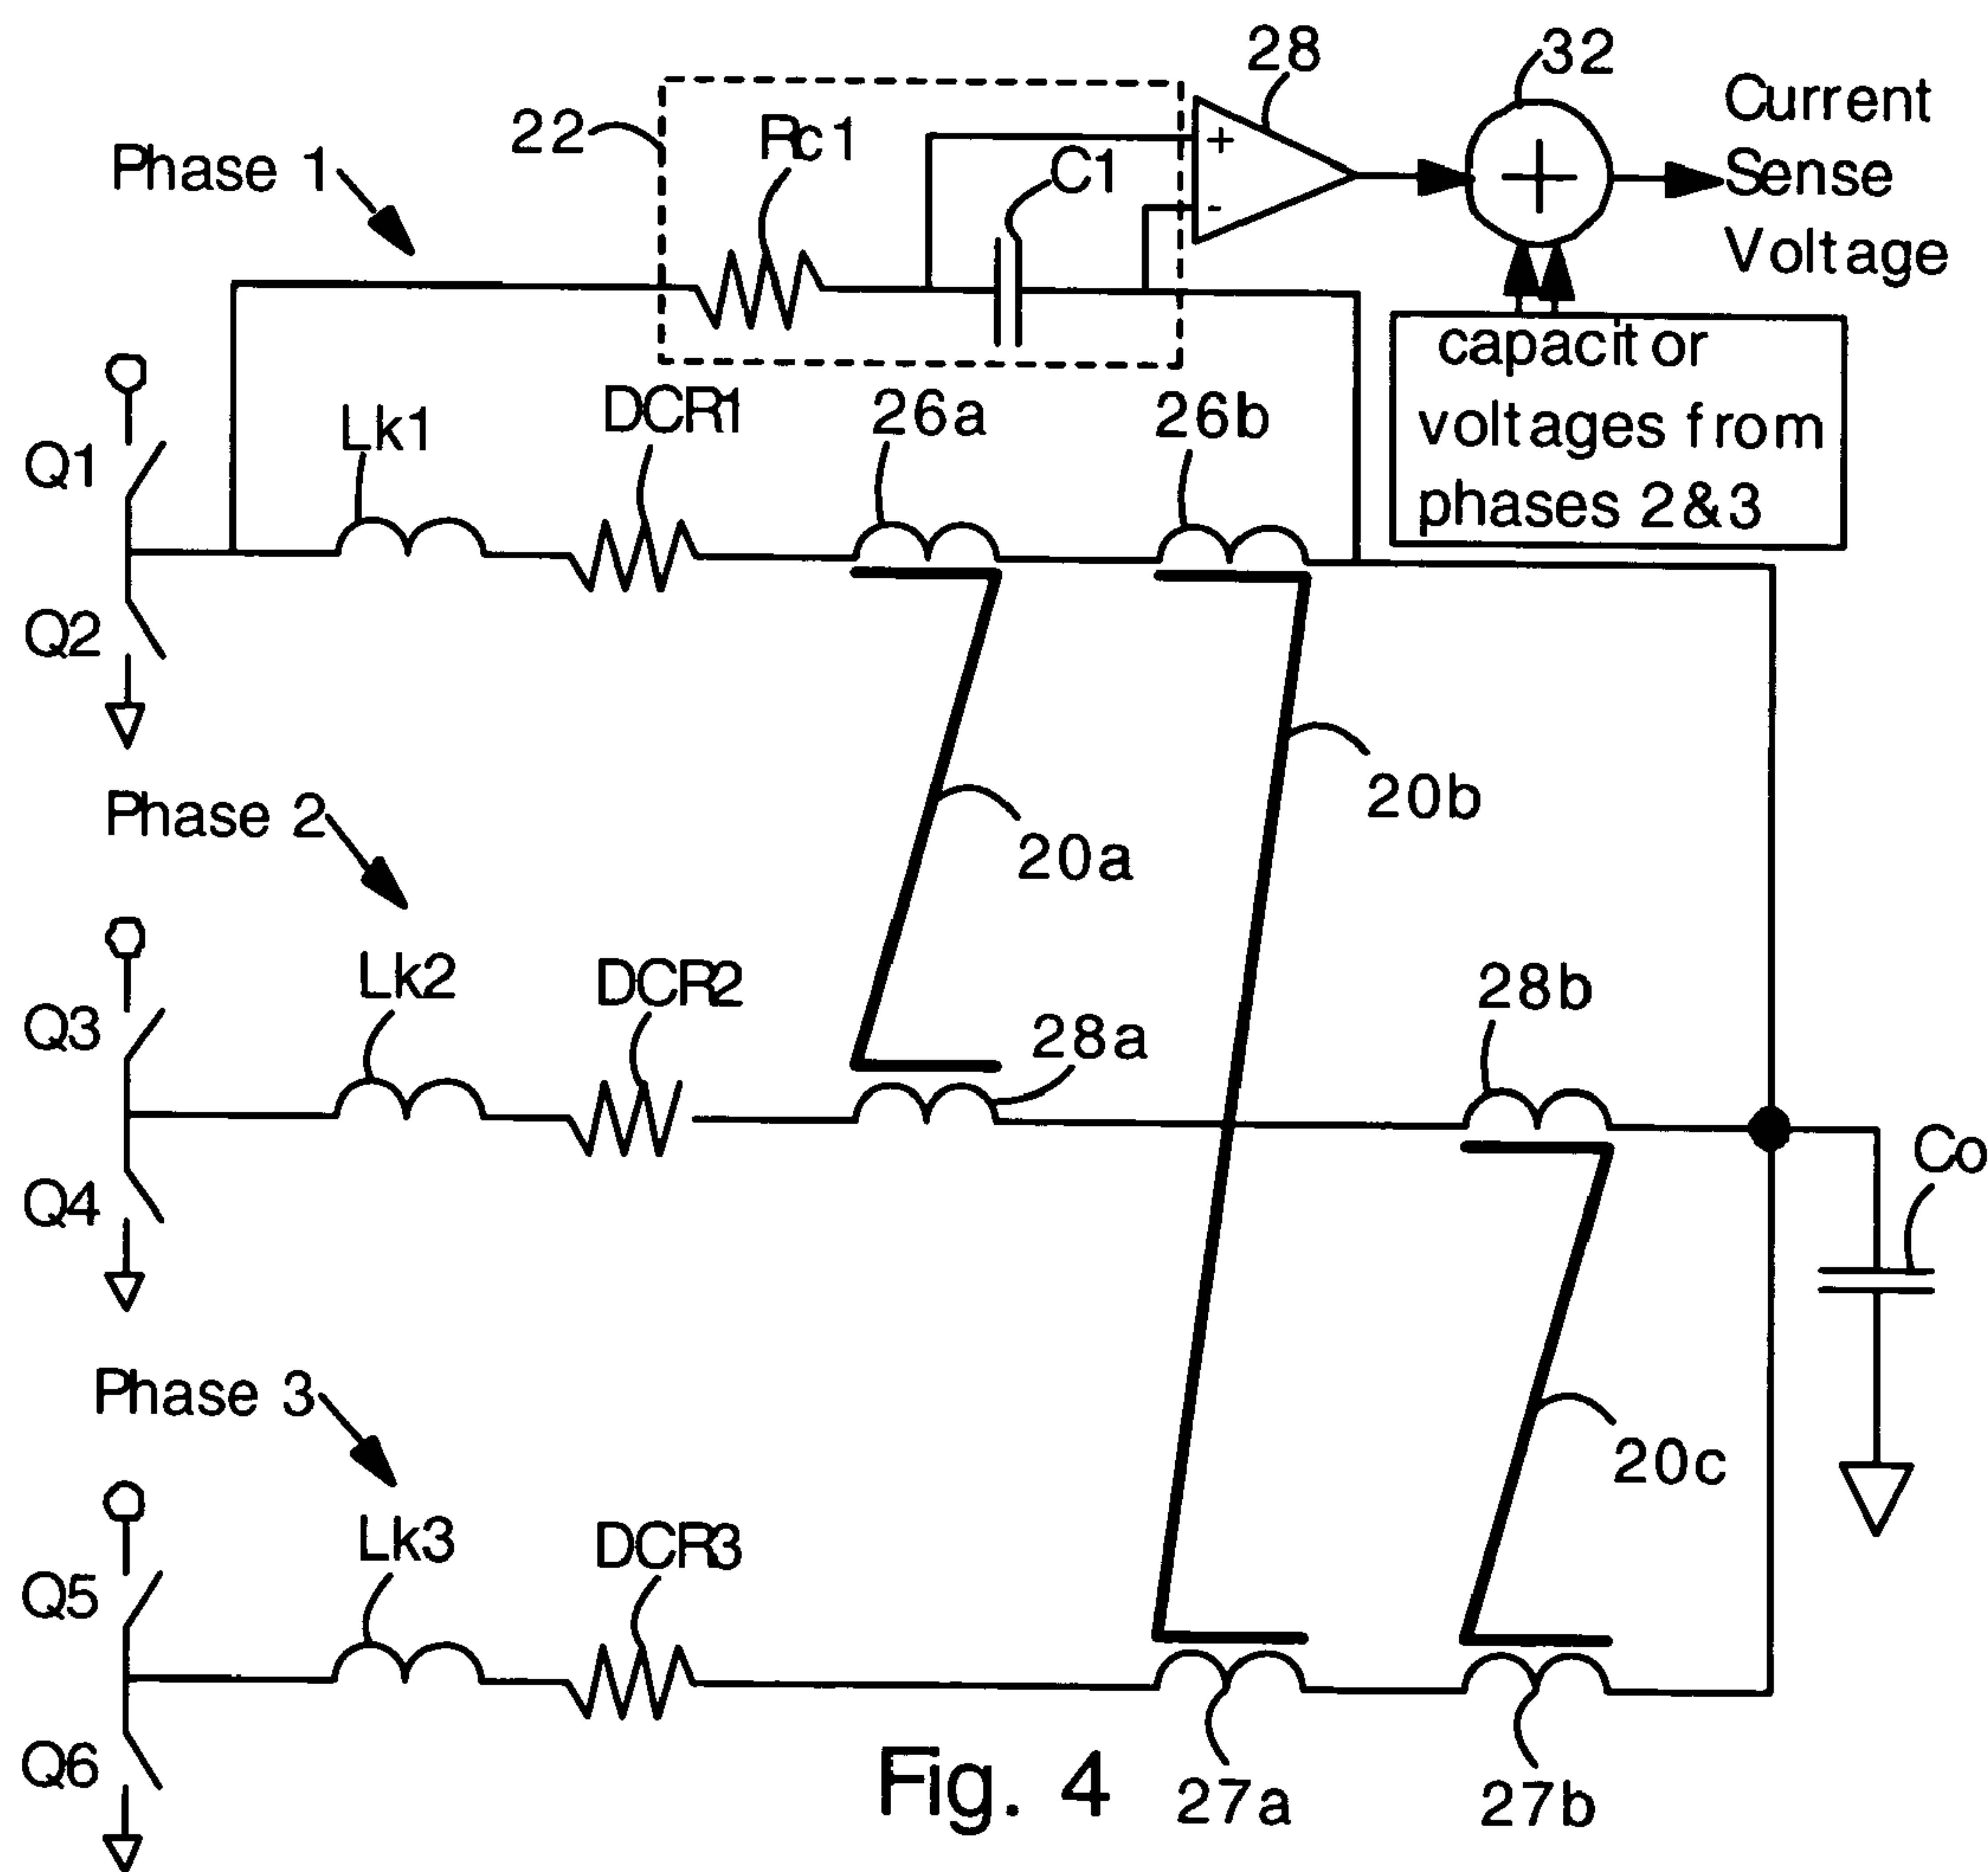 28
32
Current
Sense
Voltage
22
Rc1
C1
+
-
Phase 1
capacitor
voltages from
phases 2&3
Q1
Lk1
DCR1
26a
26b
Q2
20a
20b
Phase 2
Q3
Lk2
DCR2
28a
28b
Q4
Co
Phase 3
20c
Q5
Lk3
DCR3
Q6
27a
27b
Fig. 4